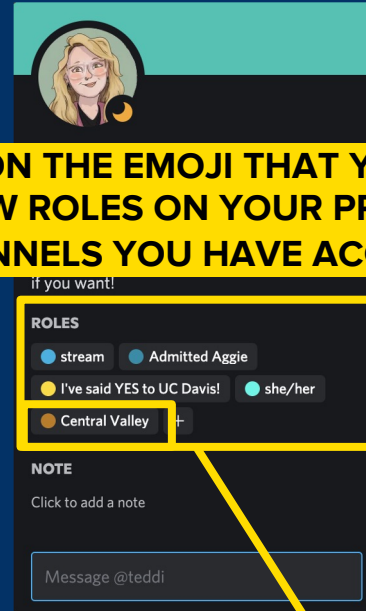 ON THE EMOJI THAT Y
W ROLES ON YOUR PR
NNELS YOU HAVE AC
if you want!
ROLES
stream Admitted Aggie
I've said YES to UC Davis! she/her
Central Valley +
NOTE
Click to add a note
Message @teddi